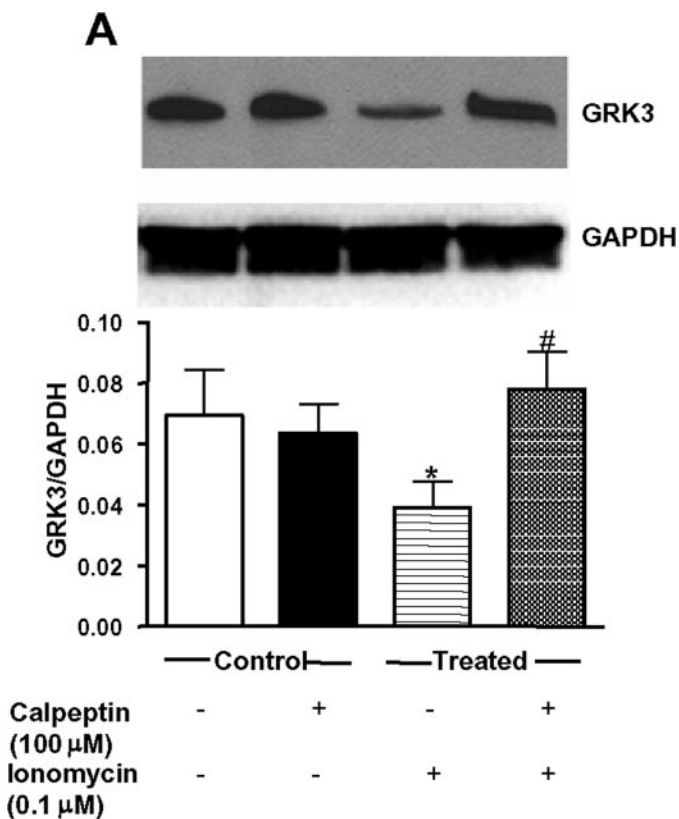 A
GRK3
GAPDH
0.10
0.08
0.06
0.04
0.02
0.00
GRK3/GAPDH
*
#
Control
Treated
Calpeptin - + - +
(100 μM)
Ionomycin - - + +
(0.1 μM)